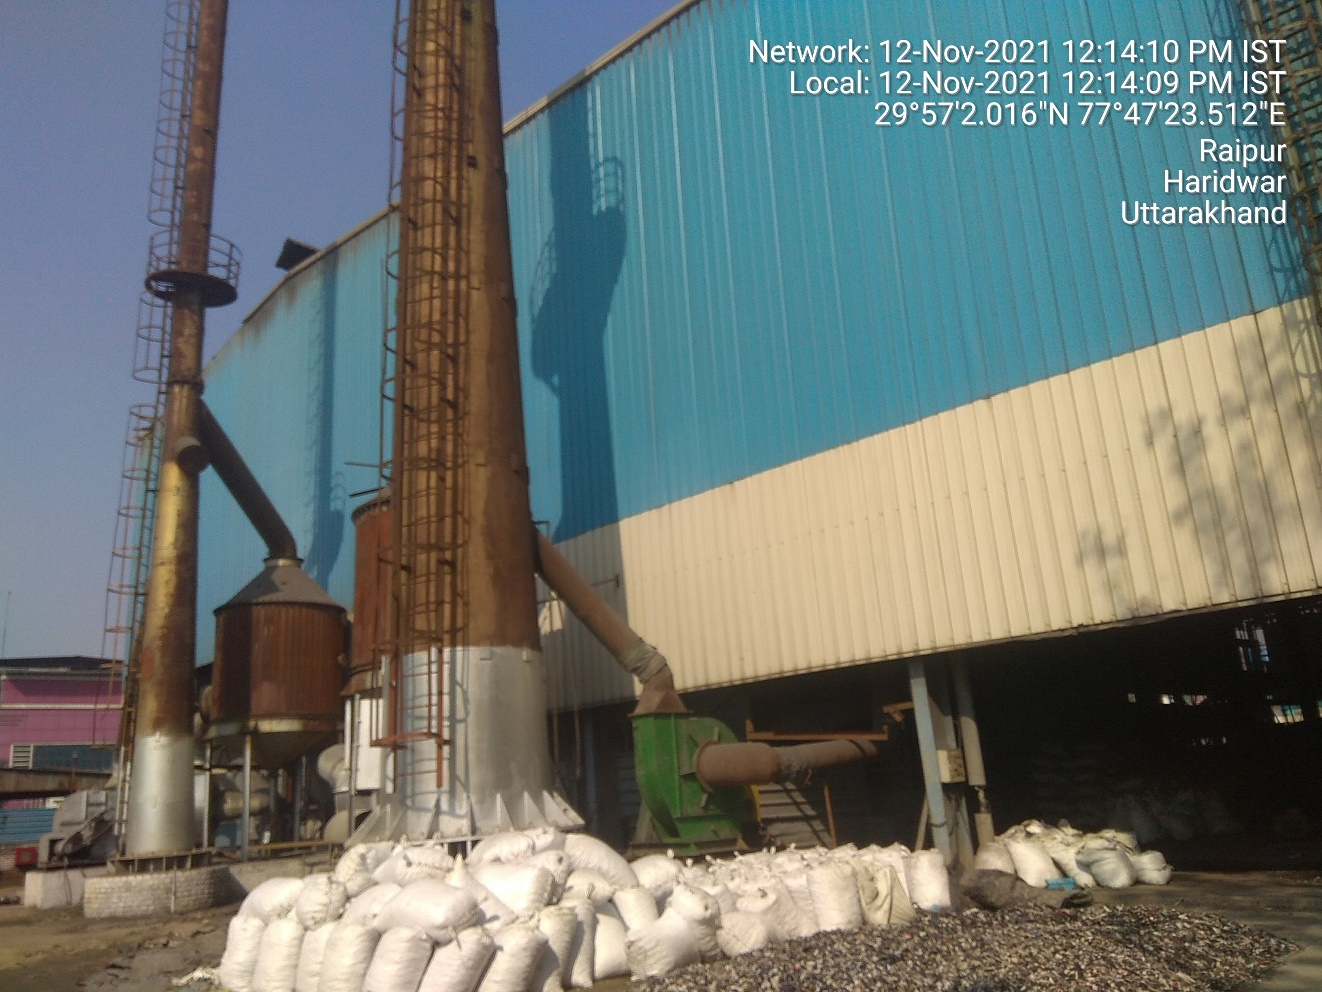 Network: 12-Nov-2021 12:14:10 PM IST
Local: 12-Nov-2021 12:14:09 PM IST
29°57'2.016"N 77°47'23.512"E
Raipur
Haridwar
Uttarakhand